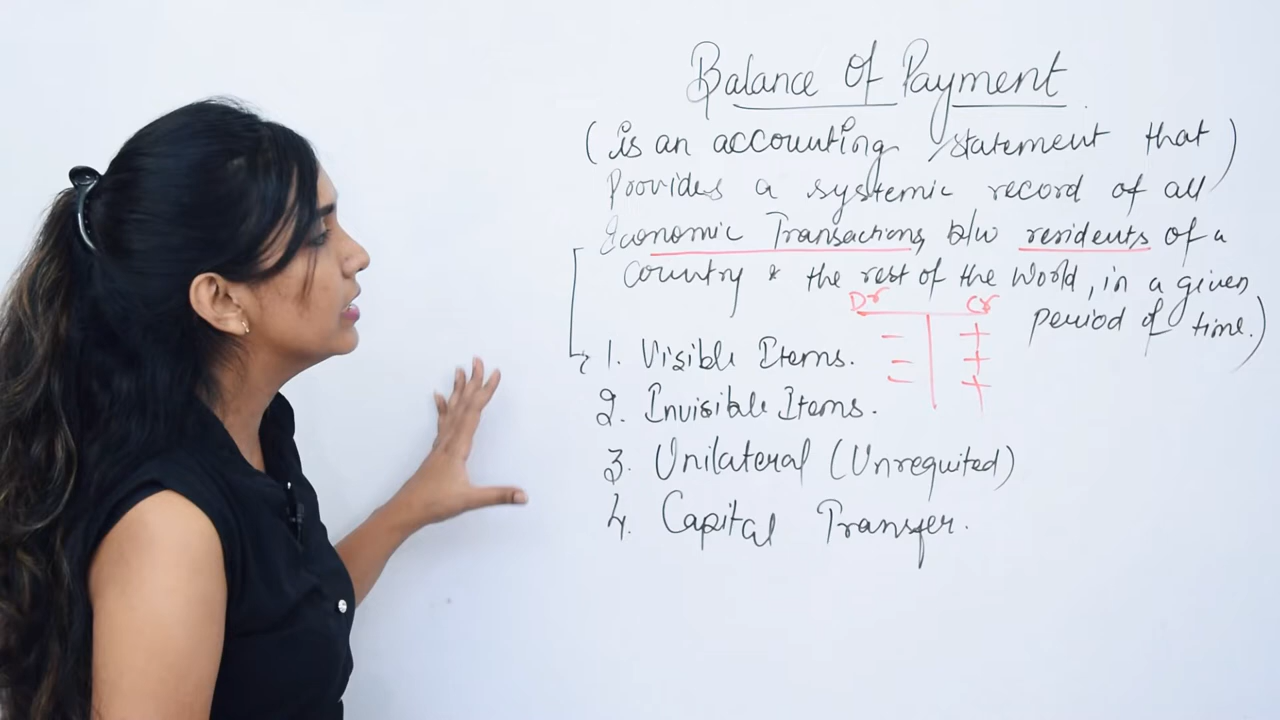 Balance Of Payment
(is an accounting statement that)
Provides a systemic record of all
Economic Transactions, b/w residents of a
Country & the rest of the World, in a given
period of time.)
Dr Cr
- +
- +
- +
1. Visible Items.
2. Invisible Items.
3. Unilateral (Unrequited)
4. Capital Transfer.